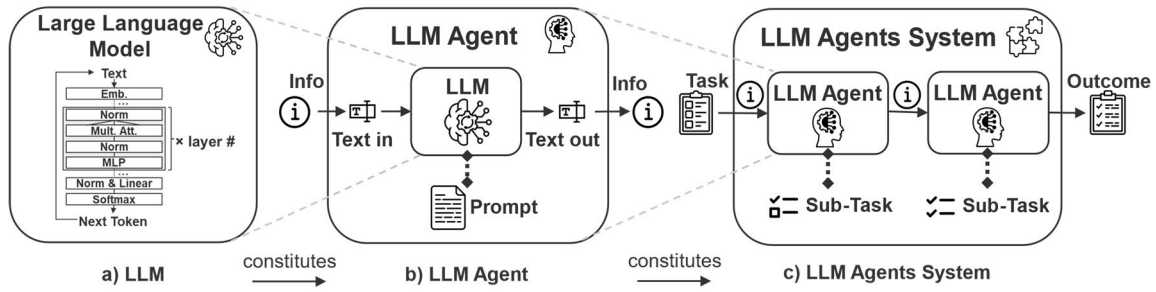 Large Language
Model
Text
Emb.
...
Norm
Mult. Att.
Norm
MLP
× layer #
...
Norm & Linear
Softmax
Next Token
a) LLM
constitutes
LLM Agent
Info
i
T
Text in
LLM
Prompt
T
Text out
Info
i
b) LLM Agent
constitutes
LLM Agents System
Task
i
LLM Agent
Sub-Task
i
LLM Agent
Sub-Task
Outcome
c) LLM Agents System